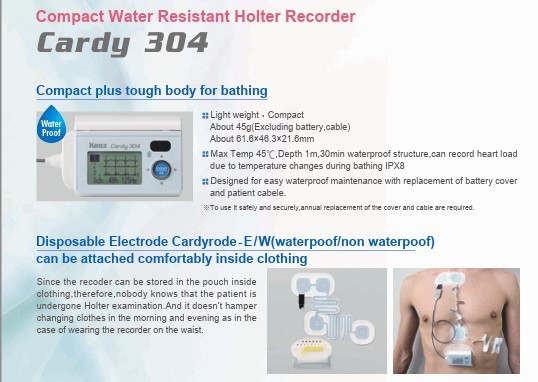 Compact Water Resistant Holter Recorder
Cardy 304
Compact plus tough body for bathing
Water
Proof
Kenz Cardy 304
Light weight・Compact
About 45g(Excluding battery,cable)
About 61.6×46.3×21.6mm
Max Temp 45℃,Depth 1m,30min waterproof structure,can record heart load
due to temperature changes during bathing IPX8
Designed for easy waterproof maintenance with replacement of battery cover
and patient cabele.
※To use it safely and securely,annual replacement of the cover and cable are required.
Disposable Electrode Cardyrode-E/W(waterpoof/non waterpoof)
can be attached comfortably inside clothing
Since the recoder can be stored in the pouch inside
clothing,therefore,nobody knows that the patient is
undergone Holter examination.And it doesn't hamper
changing clothes in the morning and evening as in the
case of wearing the recorder on the waist.